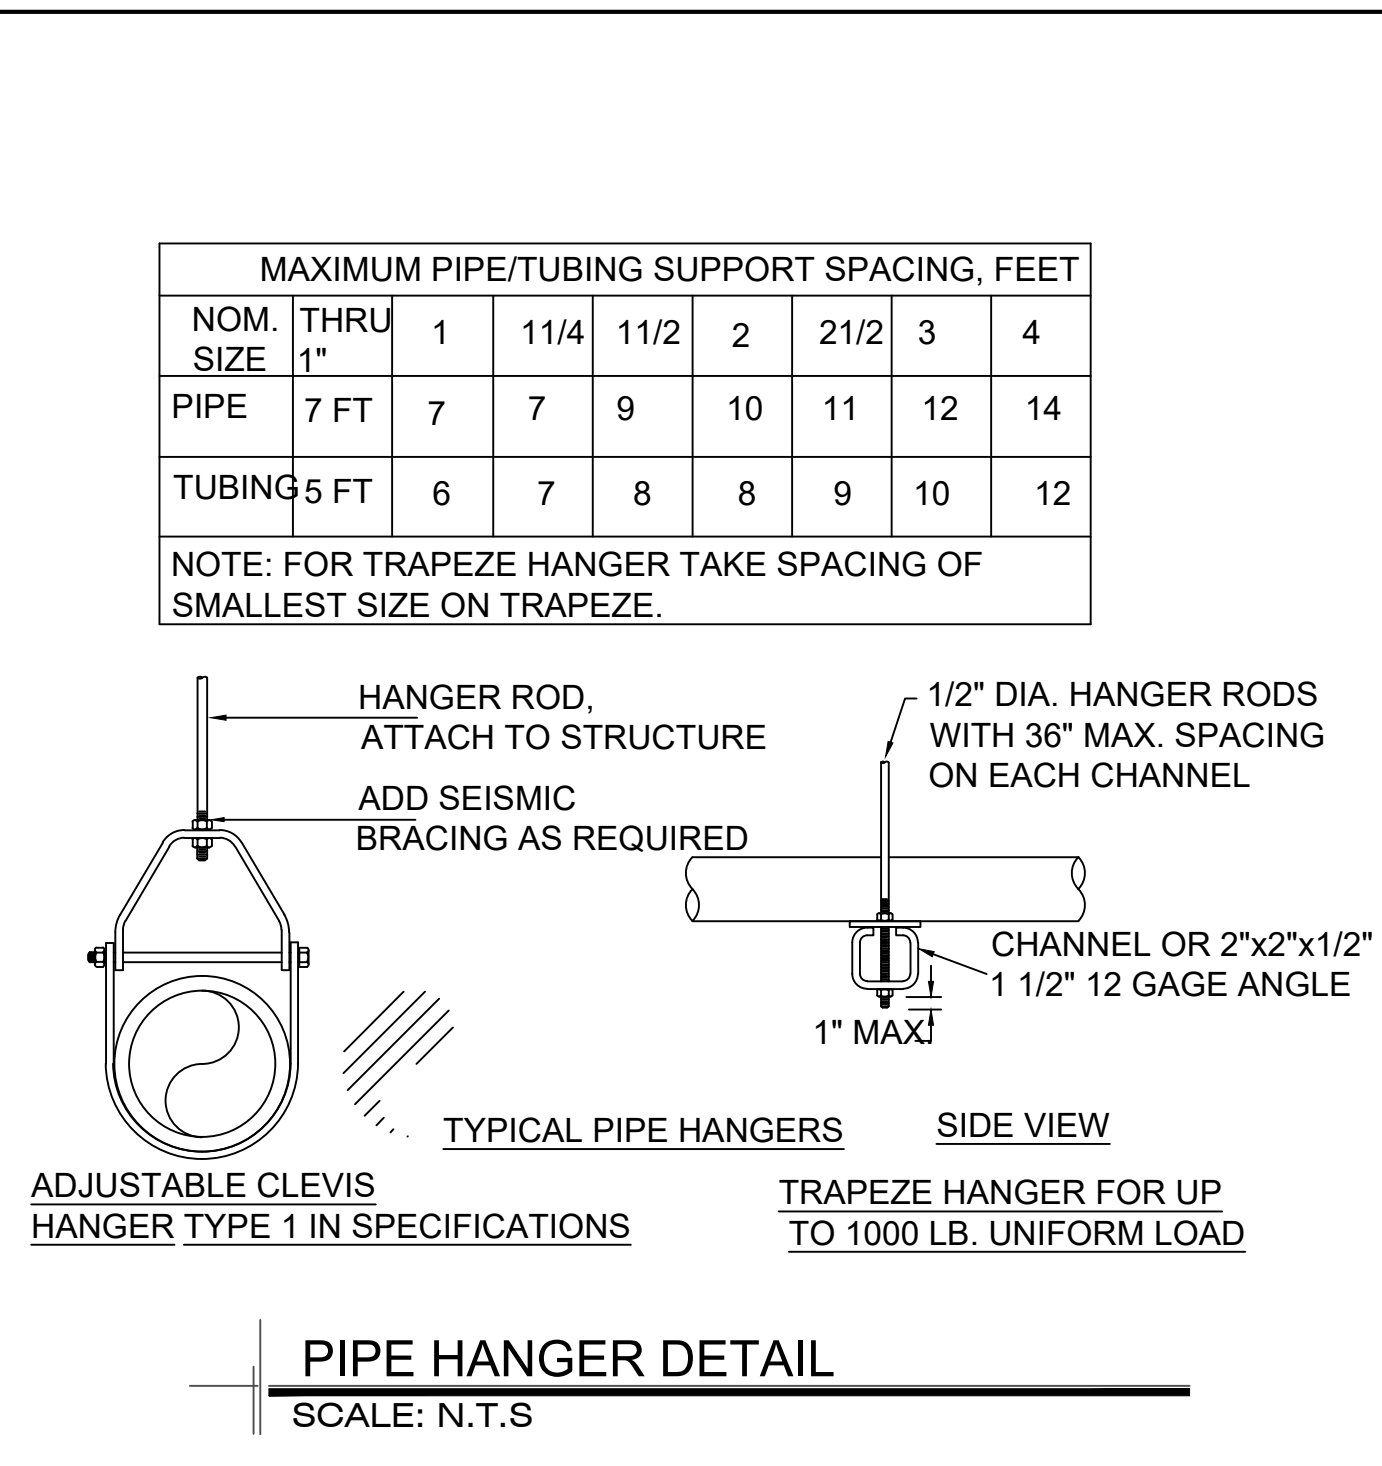 MAXIMUM PIPE/TUBING SUPPORT SPACING, FEET
NOM. SIZE THRU 1" 1 11/4 11/2 2 21/2 3 4
PIPE 7 FT 7 7 9 10 11 12 14
TUBING 5 FT 6 7 8 8 9 10 12
NOTE: FOR TRAPEZE HANGER TAKE SPACING OF
SMALLEST SIZE ON TRAPEZE.
HANGER ROD,
ATTACH TO STRUCTURE
ADD SEISMIC
BRACING AS REQUIRED
1/2" DIA. HANGER RODS
WITH 36" MAX. SPACING
ON EACH CHANNEL
CHANNEL OR 2"x2"x1/2"
1 1/2" 12 GAGE ANGLE
1" MAX.
TYPICAL PIPE HANGERS
SIDE VIEW
ADJUSTABLE CLEVIS
HANGER TYPE 1 IN SPECIFICATIONS
TRAPEZE HANGER FOR UP
TO 1000 LB. UNIFORM LOAD
PIPE HANGER DETAIL
SCALE: N.T.S